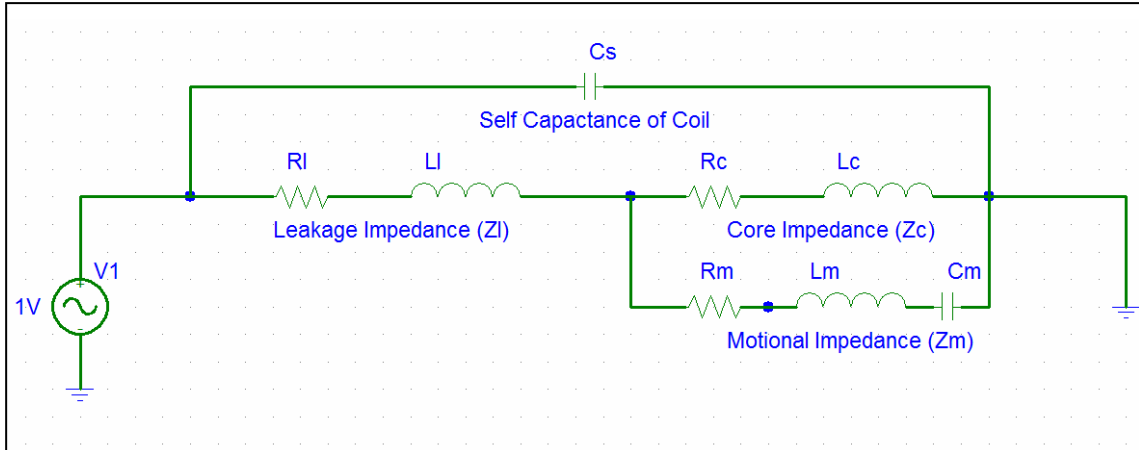 Cs
Self Capactance of Coil
Rl Ll Rc Lc
Leakage Impedance (Zl) Core Impedance (Zc)
V1 Rm Lm Cm
1V
Motional Impedance (Zm)